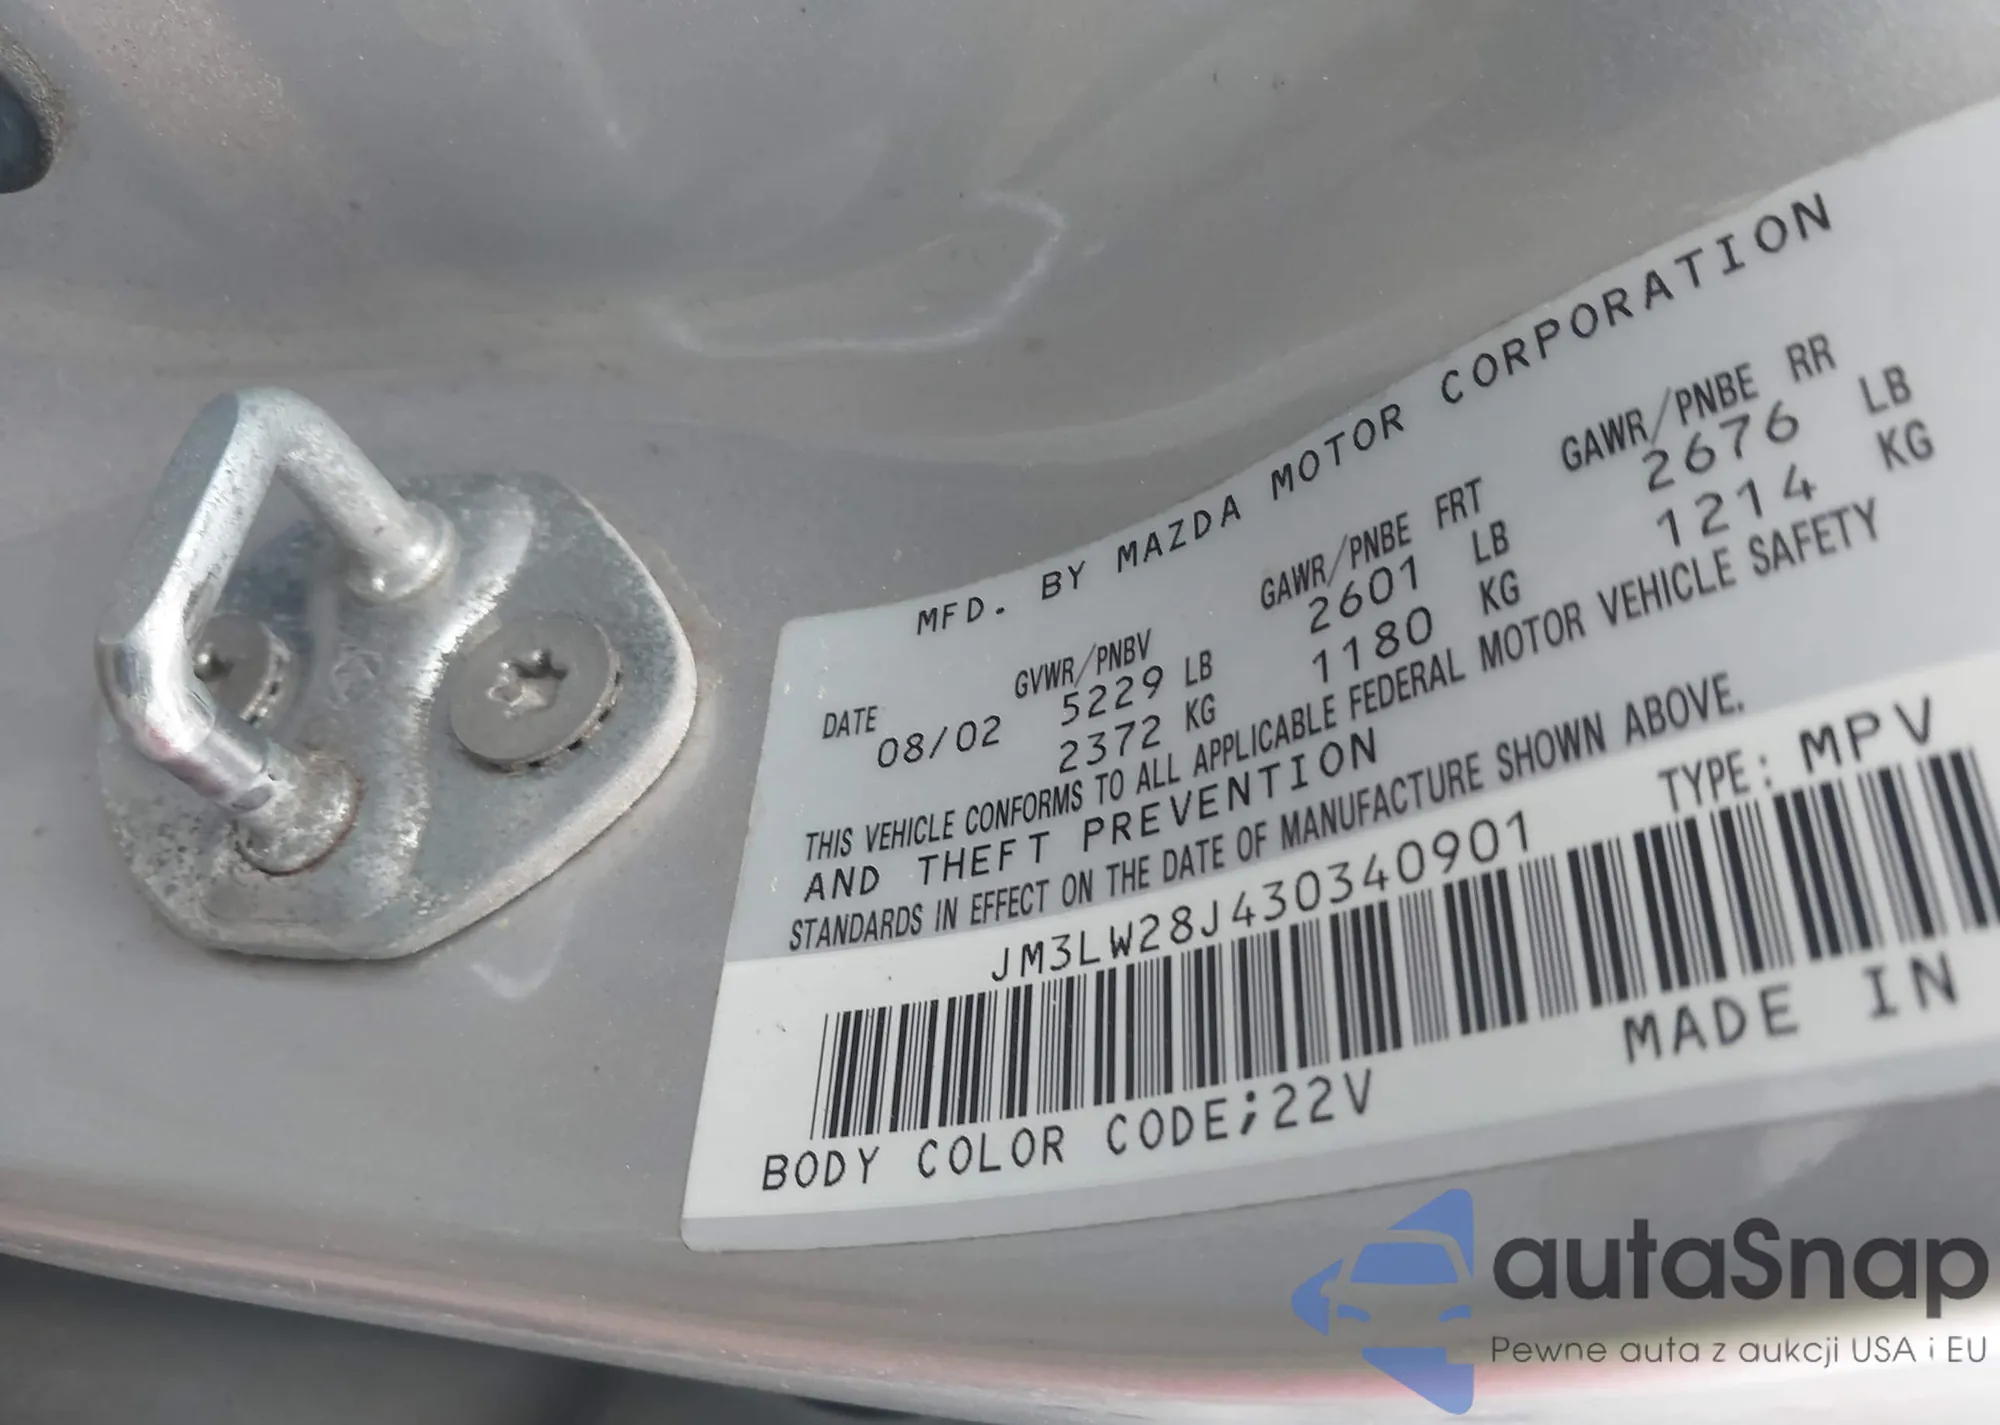 MFD. BY MAZDA MOTOR CORPORATION
DATE GVWR/PNBV GAWR/PNBE FRT GAWR/PNBE RR
08/02 5229 LB 2601 LB 2676 LB
2372 KG 1180 KG 1214 KG
THIS VEHICLE CONFORMS TO ALL APPLICABLE FEDERAL MOTOR VEHICLE SAFETY
AND THEFT PREVENTION
STANDARDS IN EFFECT ON THE DATE OF MANUFACTURE SHOWN ABOVE.
JM3LW28J430340901 TYPE: MPV
BODY COLOR CODE;22V MADE IN
autaSnap
Pewne auta z aukcji USA i EU